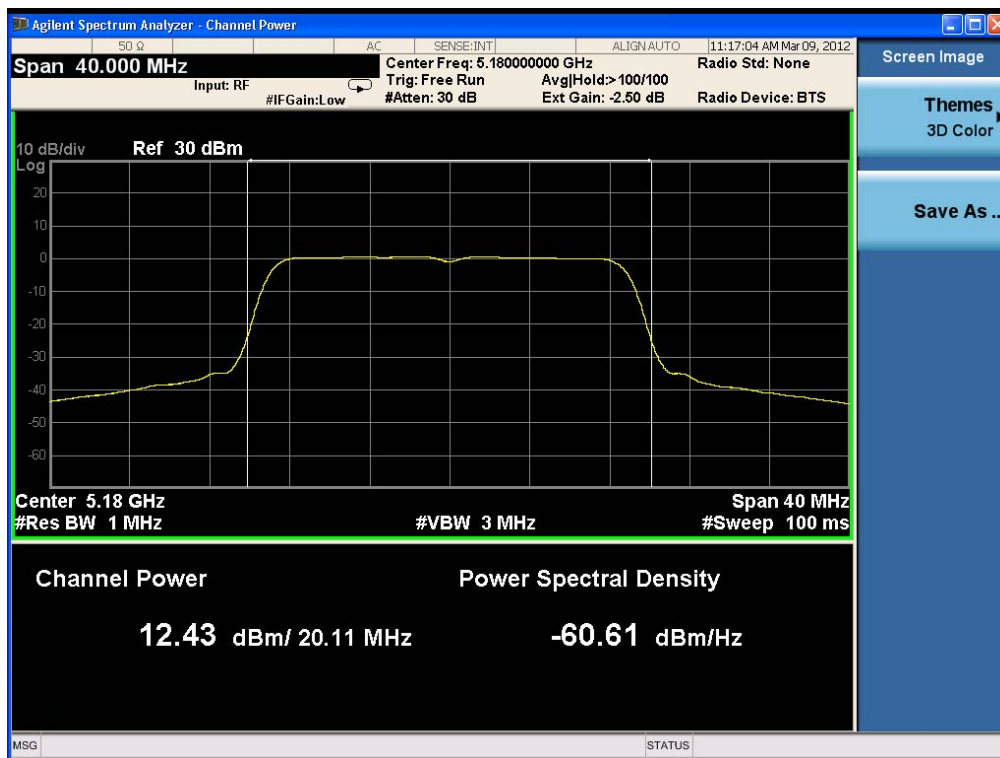 Agilent Spectrum Analyzer - Channel Power
50 Ω AC SENSE:INT ALIGN AUTO 11:17:04 AM Mar 09, 2012
Span 40.000 MHz
Center Freq: 5.180000000 GHz Radio Std: None
Input: RF Trig: Free Run Avg|Hold:>100/100
#IFGain:Low #Atten: 30 dB Ext Gain: -2.50 dB Radio Device: BTS
Screen Image
Themes
3D Color
Save As ..
10 dB/div Ref 30 dBm
Log
20
10
0
-10
-20
-30
-40
-50
-60
Center 5.18 GHz Span 40 MHz
#Res BW 1 MHz #VBW 3 MHz #Sweep 100 ms
Channel Power Power Spectral Density
12.43 dBm/ 20.11 MHz -60.61 dBm/Hz
MSG STATUS